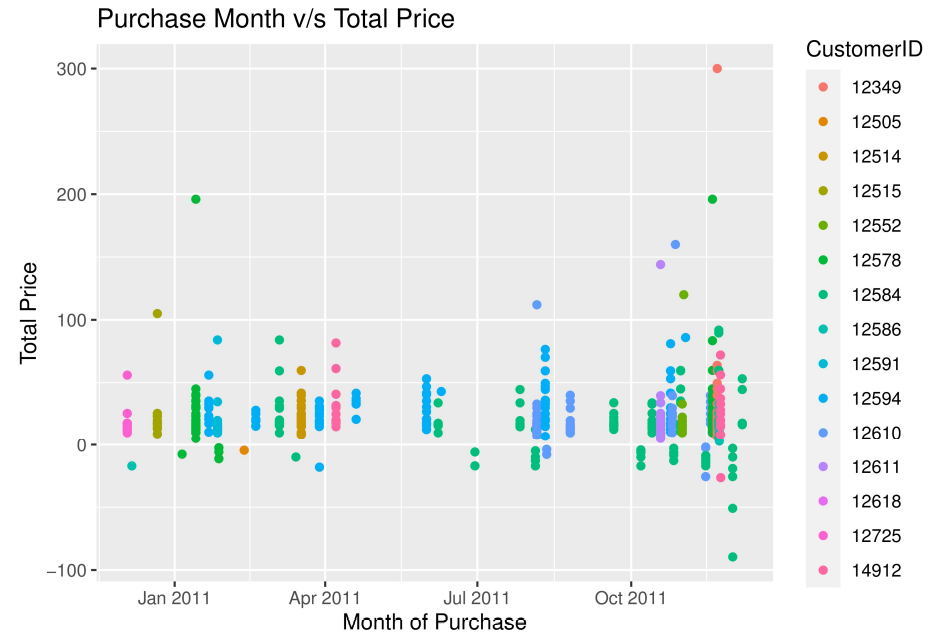 Purchase Month v/s Total Price
Total Price
300
200
100
0
−100
Jan 2011
Apr 2011
Jul 2011
Oct 2011
Month of Purchase
CustomerID
12349
12505
12514
12515
12552
12578
12584
12586
12591
12594
12610
12611
12618
12725
14912